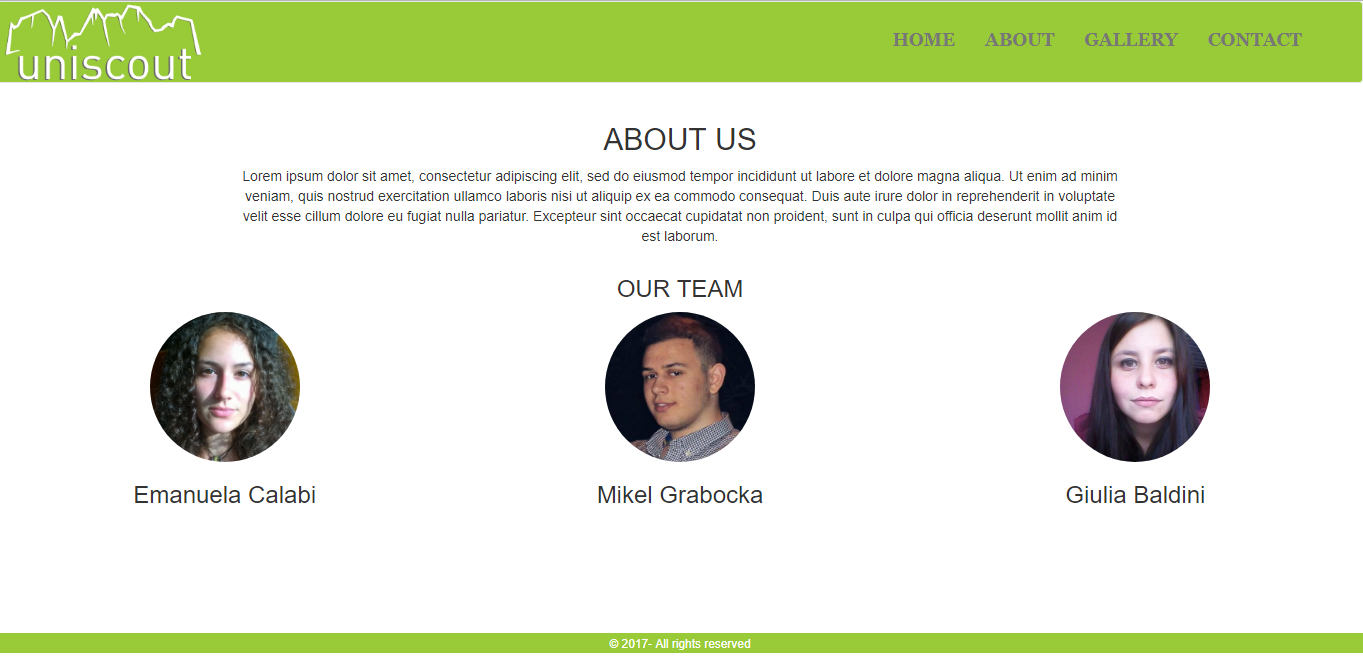 uniscout
HOME ABOUT GALLERY CONTACT
ABOUT US
Lorem ipsum dolor sit amet, consectetur adipiscing elit, sed do eiusmod tempor incididunt ut labore et dolore magna aliqua. Ut enim ad minim
veniam, quis nostrud exercitation ullamco laboris nisi ut aliquip ex ea commodo consequat. Duis aute irure dolor in reprehenderit in voluptate
velit esse cillum dolore eu fugiat nulla pariatur. Excepteur sint occaecat cupidatat non proident, sunt in culpa qui officia deserunt mollit anim id
est laborum.
OUR TEAM
Emanuela Calabi
Mikel Grabocka
Giulia Baldini
© 2017- All rights reserved